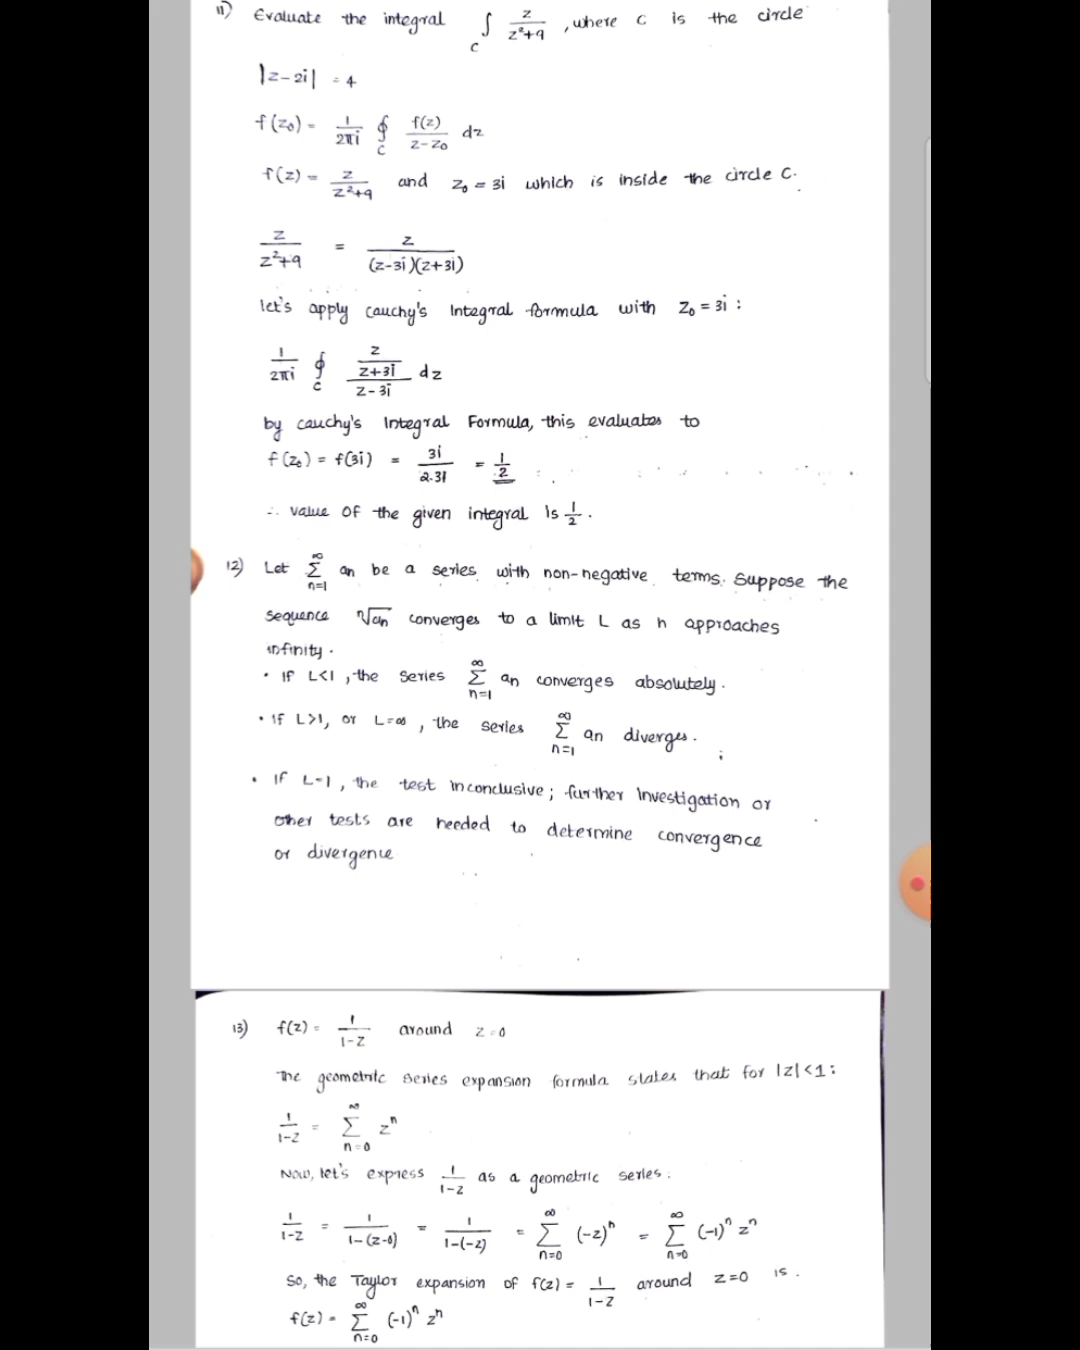 11) Evaluate the integral ∫_C z/(z²+9), where C is the circle
|z-2i| = 4
f(z₀) = 1/(2πi) ∮_C f(z)/(z-z₀) dz
f(z) = z/(z²+9) and z₀ = 3i which is inside the circle C.
z/(z²+9) = z/((z-3i)(z+3i))
let's apply cauchy's Integral formula with z₀ = 3i :
1/(2πi) ∮_C (z/(z+3i))/(z-3i) dz
by cauchy's Integral Formula, this evaluates to
f(z₀) = f(3i) = 3i/2.3i = 1/2
∴ value of the given integral is 1/2.
12) Let ∑_{n=1}^∞ an be a series with non-negative terms. Suppose the
sequence ⁿ√an converges to a limit L as n approaches
infinity.
• If L<1, the series ∑_{n=1}^∞ an converges absolutely.
• if L>1, or L=∞, the series ∑_{n=1}^∞ an diverges.
• If L=1, the test inconclusive; further Investigation or
other tests are needed to determine convergence
or divergence
13) f(z) = 1/(1-z) around z=0
The geometric series expansion formula states that for |z|<1:
1/(1-z) = ∑_{n=0}^∞ zⁿ
Now, let's express 1/(1-z) as a geometric series.
1/(1-z) = 1/(1-(z-0)) = 1/(1-(-z)) = ∑_{n=0}^∞ (-z)ⁿ = ∑_{n=0}^∞ (-1)ⁿ zⁿ
So, the Taylor expansion of f(z) = 1/(1-z) around z=0 is.
f(z) = ∑_{n=0}^∞ (-1)ⁿ zⁿ